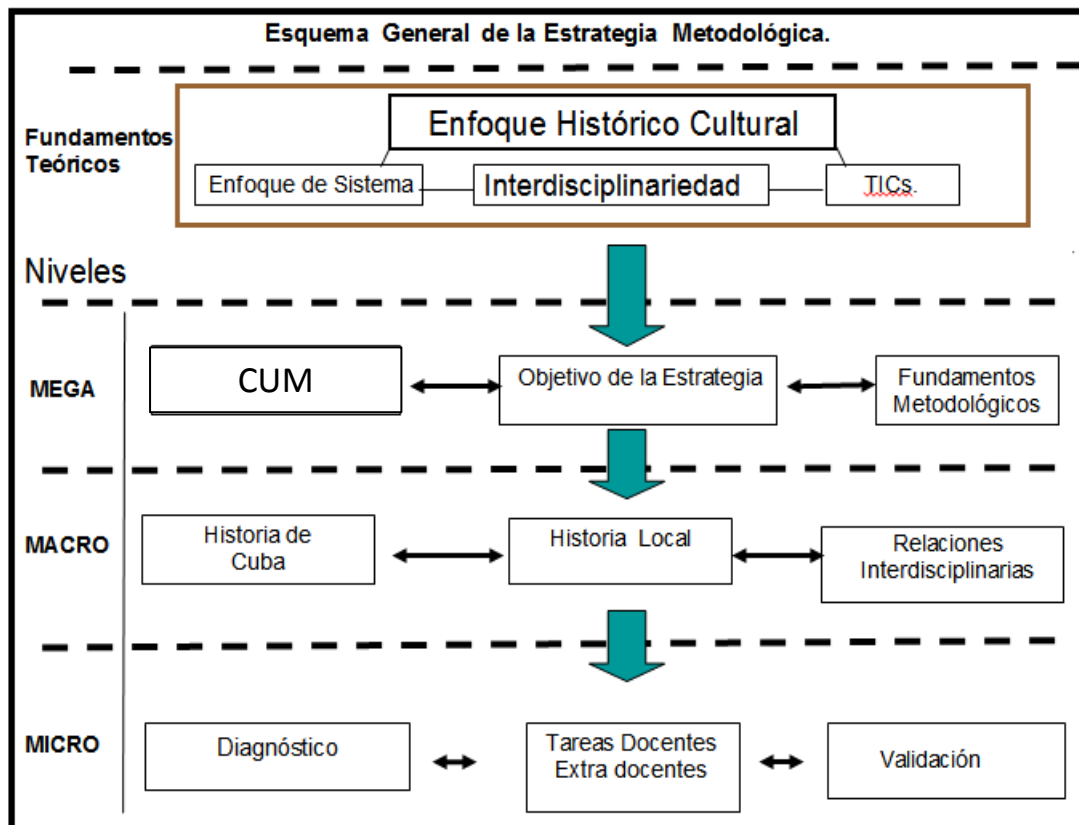 Esquema General de la Estrategia Metodológica.
Fundamentos
Teóricos
Enfoque Histórico Cultural
Enfoque de Sistema
Interdisciplinariedad
TICs.
Niveles
MEGA
CUM
Objetivo de la Estrategia
Fundamentos
Metodológicos
MACRO
Historia de
Cuba
Historia Local
Relaciones
Interdisciplinarias
MICRO
Diagnóstico
Tareas Docentes
Extra docentes
Validación